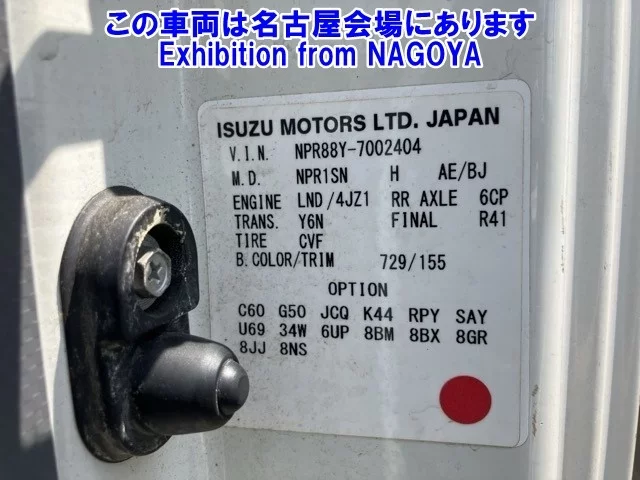 この車両は名古屋会場にあります
Exhibition from NAGOYA
ISUZU MOTORS LTD. JAPAN
V.I.N. NPR88Y-7002404
M.D. NPR1SN H AE/BJ
ENGINE LND/4JZ1 RR AXLE 6CP
TRANS. Y6N FINAL R41
TIRE CVF
B.COLOR/TRIM 729/155
OPTION
C60 G50 JCQ K44 RPY SAY
U69 34W 6UP 8BM 8BX 8GR
8JJ 8NS